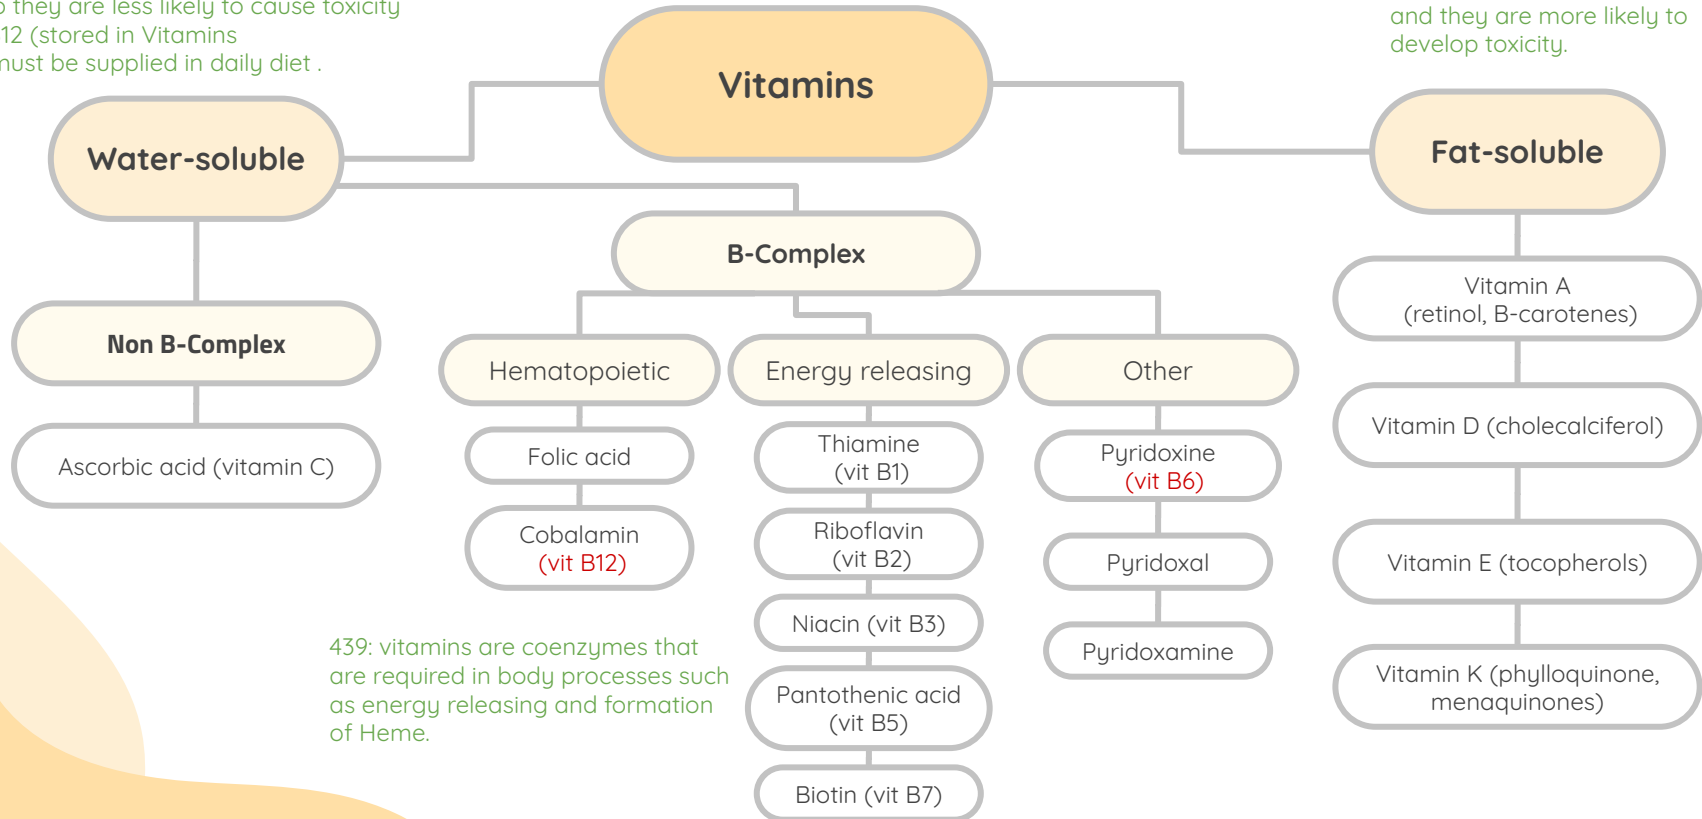 they are less likely to cause toxicity
12 (stored in Vitamins
must be supplied in daily diet .
and they are more likely to
develop toxicity.
Vitamins
Water-soluble
Fat-soluble
B-Complex
Non B-Complex
Ascorbic acid (vitamin C)
Hematopoietic
Folic acid
Cobalamin
(vit B12)
Energy releasing
Thiamine
(vit B1)
Riboflavin
(vit B2)
Niacin (vit B3)
Pantothenic acid
(vit B5)
Biotin (vit B7)
Other
Pyridoxine
(vit B6)
Pyridoxal
Pyridoxamine
Vitamin A
(retinol, B-carotenes)
Vitamin D (cholecalciferol)
Vitamin E (tocopherols)
Vitamin K (phylloquinone,
menaquinones)
439: vitamins are coenzymes that
are required in body processes such
as energy releasing and formation
of Heme.